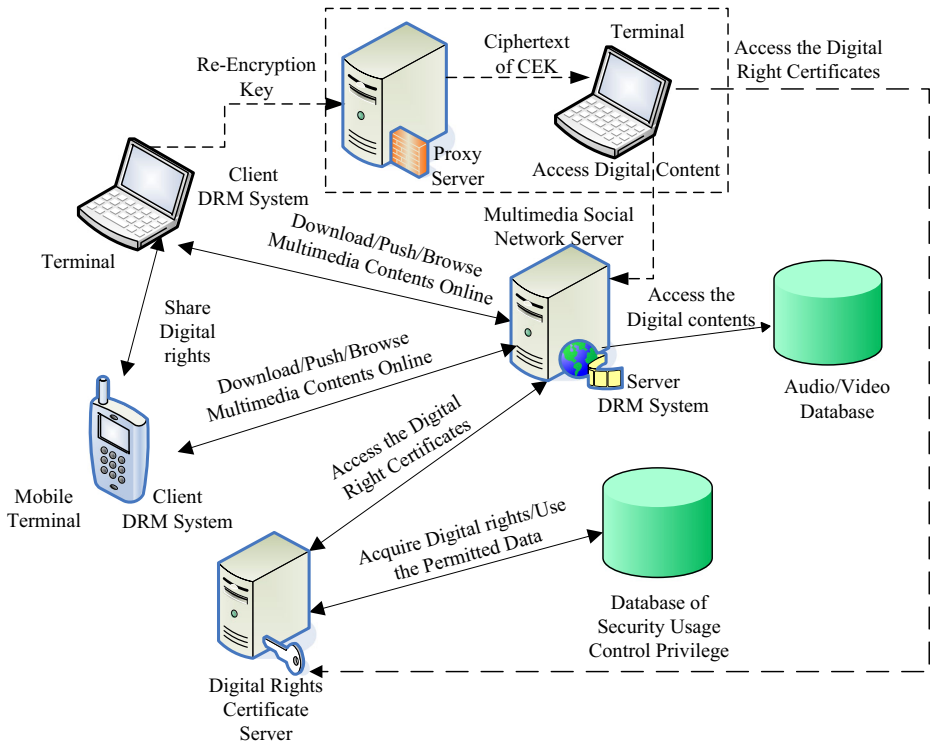 Terminal
Ciphertext
of CEK
Access the Digital
Right Certificates
Re-Encryption
Key
Proxy
Server
Access Digital Content
Client
DRM System
Terminal
Multimedia Social
Network Server
Download/Push/Browse
Multimedia Contents Online
Share
Digital
rights
Access the
Digital contents
Download/Push/Browse
Multimedia Contents Online
Server
DRM System
Audio/Video
Database
Access the Digital
Right Certificates
Mobile
Terminal
Client
DRM System
Acquire Digital rights/Use
the Permitted Data
Database of
Security Usage
Control Privilege
Digital Rights
Certificate
Server